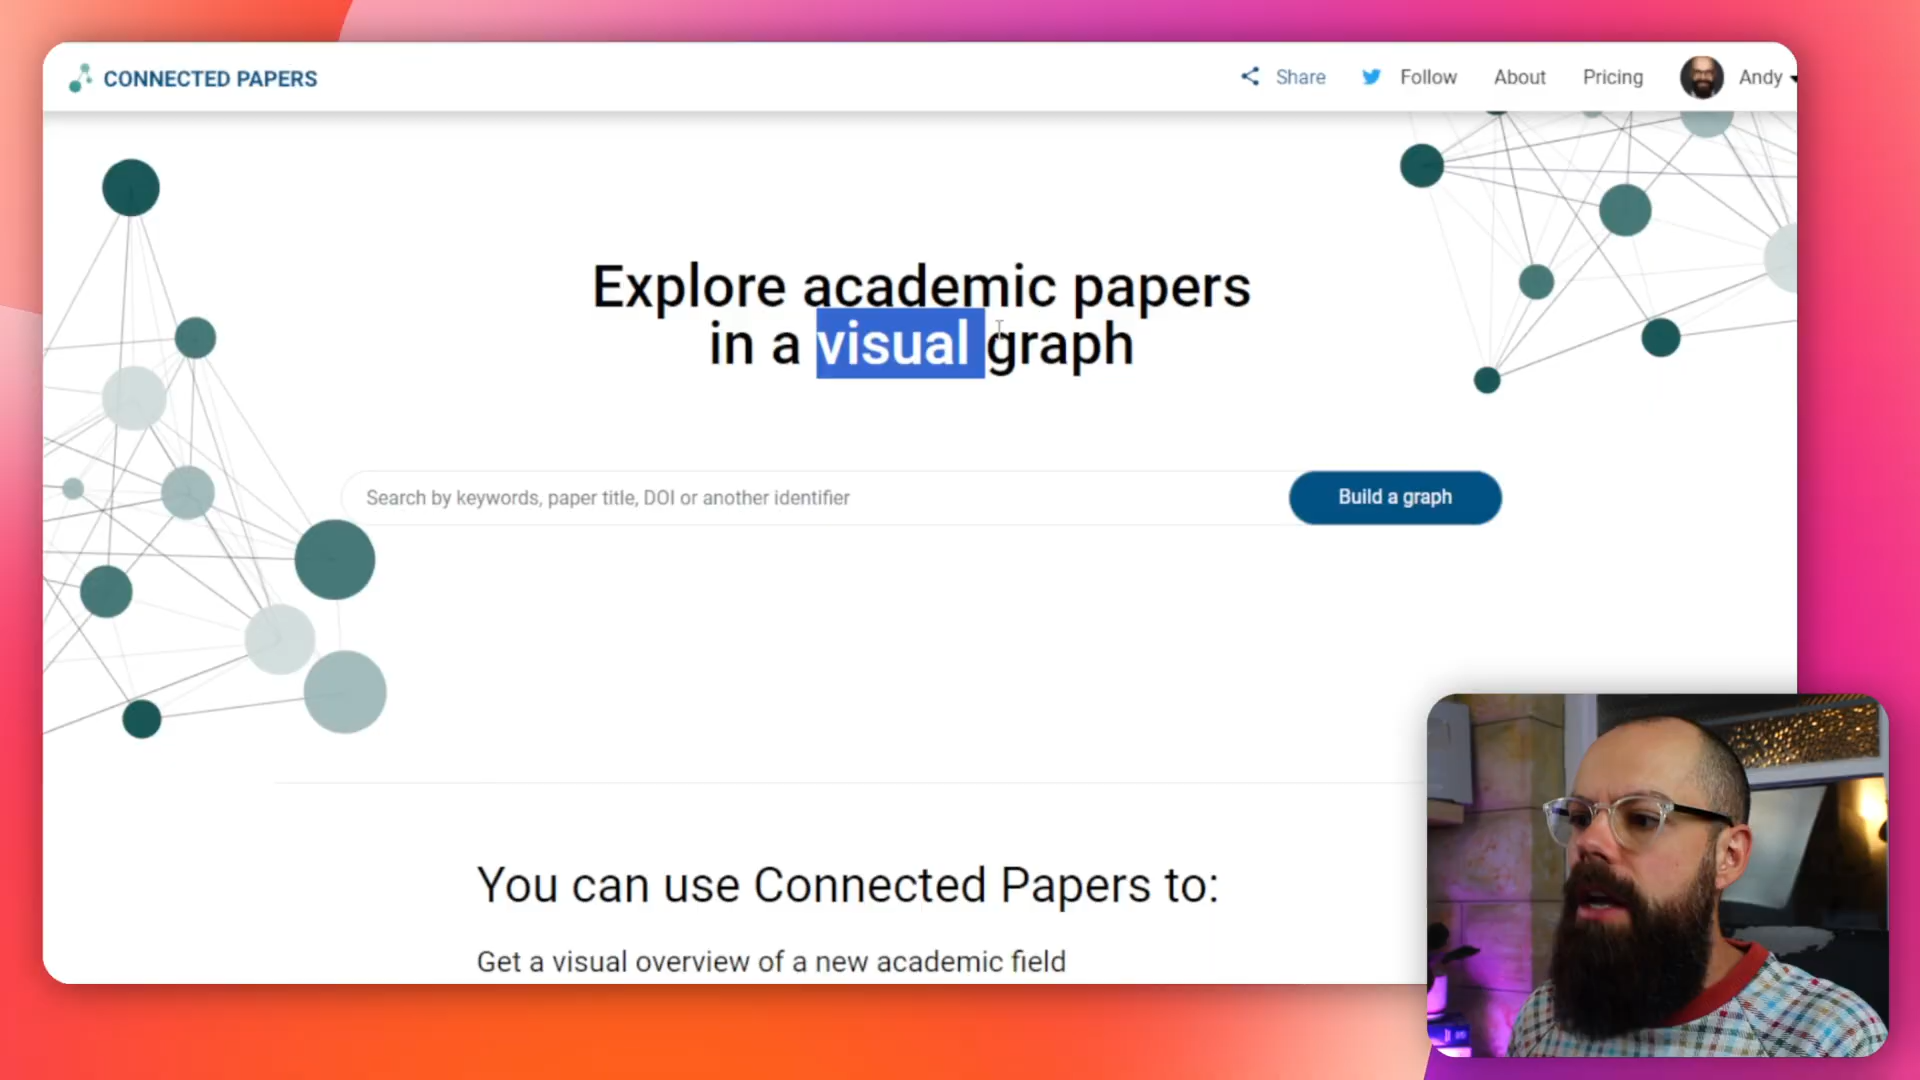 CONNECTED PAPERS
Share
Follow
About
Pricing
Andy
Explore academic papers
in a visual graph
Search by keywords, paper title, DOI or another identifier
Build a graph
You can use Connected Papers to:
Get a visual overview of a new academic field